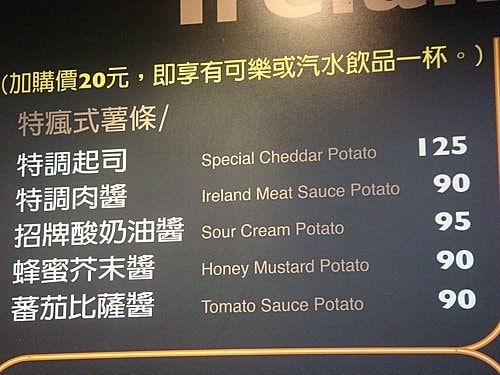 Irelan
(加購價20元，即享有可樂或汽水飲品一杯。)
特瘋式薯條/
特調起司 Special Cheddar Potato 125
特調肉醬 Ireland Meat Sauce Potato 90
招牌酸奶油醬 Sour Cream Potato 95
蜂蜜芥末醬 Honey Mustard Potato 90
蕃茄比薩醬 Tomato Sauce Potato 90